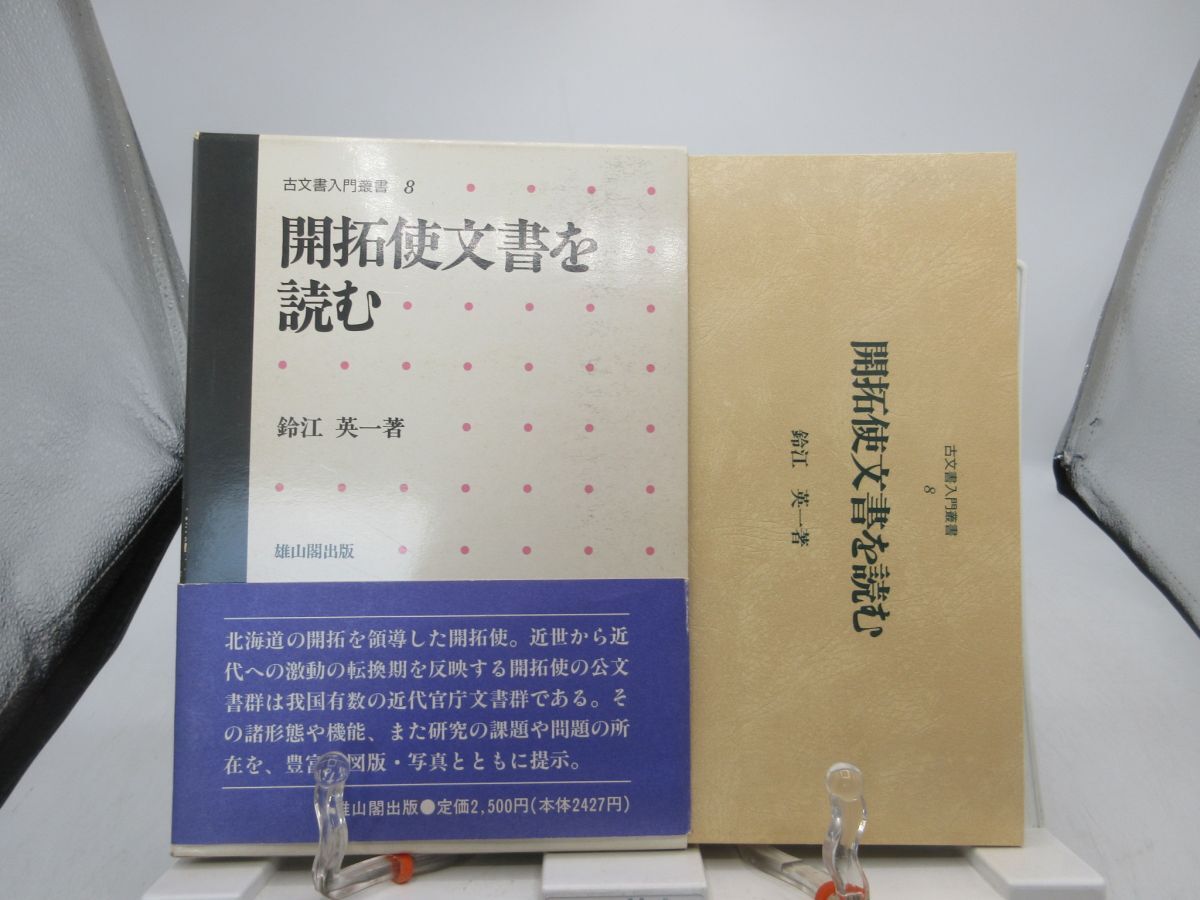 古文書入門叢書 8
開拓使文書を
読む
鈴江 英一著
雄山閣出版
北海道の開拓を領導した開拓使。近世から近
代への激動の転換期を反映する開拓使の公文
書群は我国有数の近代官庁文書群である。そ
の諸形態や機能、また研究の課題や問題の所
在を、豊富 図版・写真とともに提示。
雄山閣出版●定価2,500円(本体2427円)
古文書入門叢書
8
開拓使文書を読む
鈴江 英一著